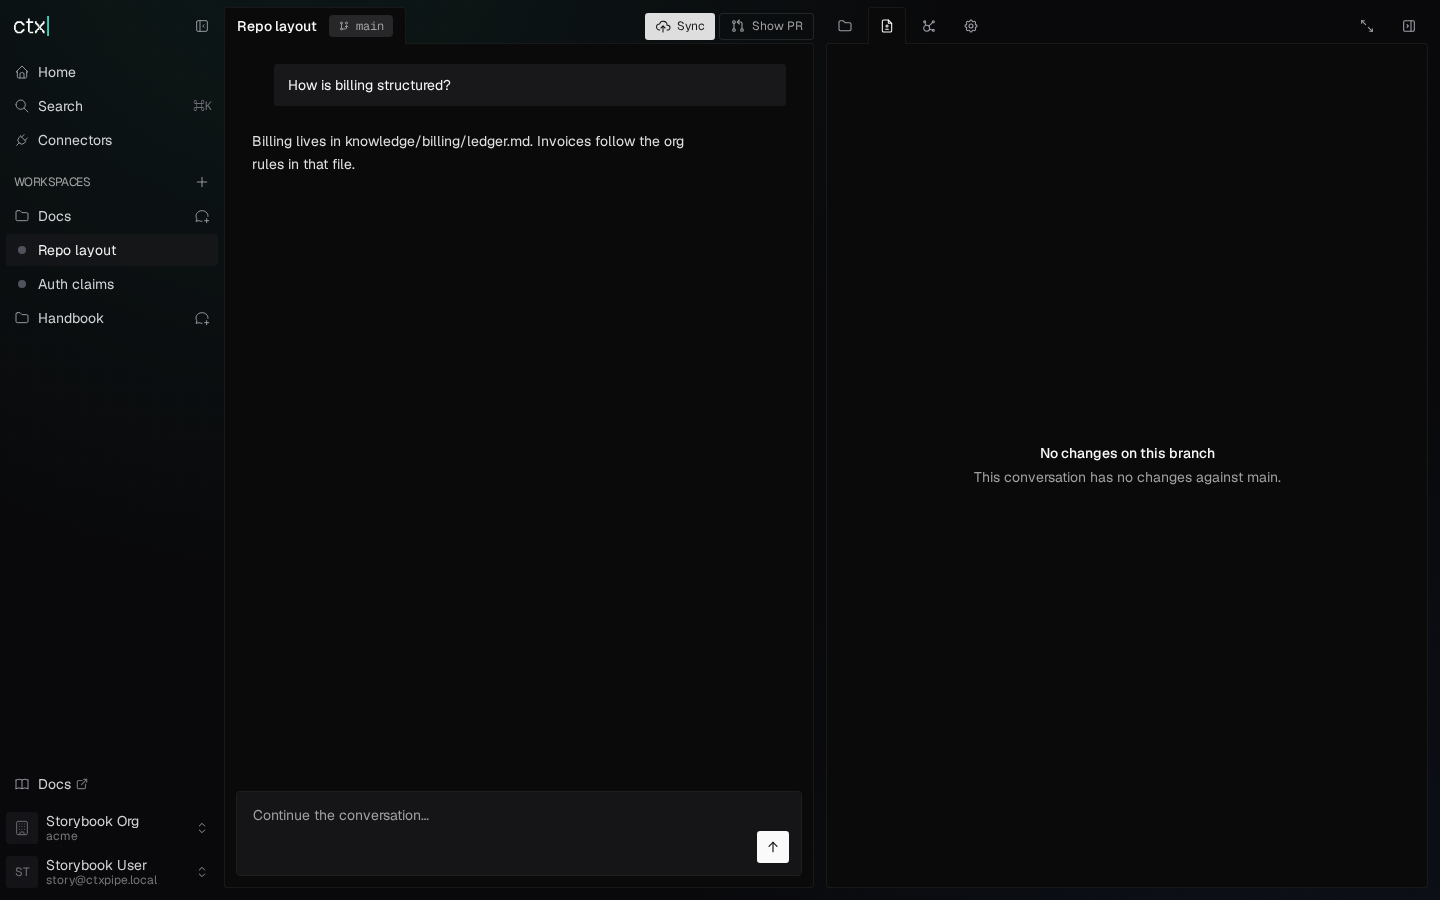 ctx
Home
Search ⌘K
Connectors
WORKSPACES
Docs
Repo layout
Auth claims
Handbook
Docs
Storybook Org
acme
ST
Storybook User
story@ctxpipe.local
Repo layout main
Sync
Show PR
How is billing structured?
Billing lives in knowledge/billing/ledger.md. Invoices follow the org
rules in that file.
Continue the conversation...
No changes on this branch
This conversation has no changes against main.